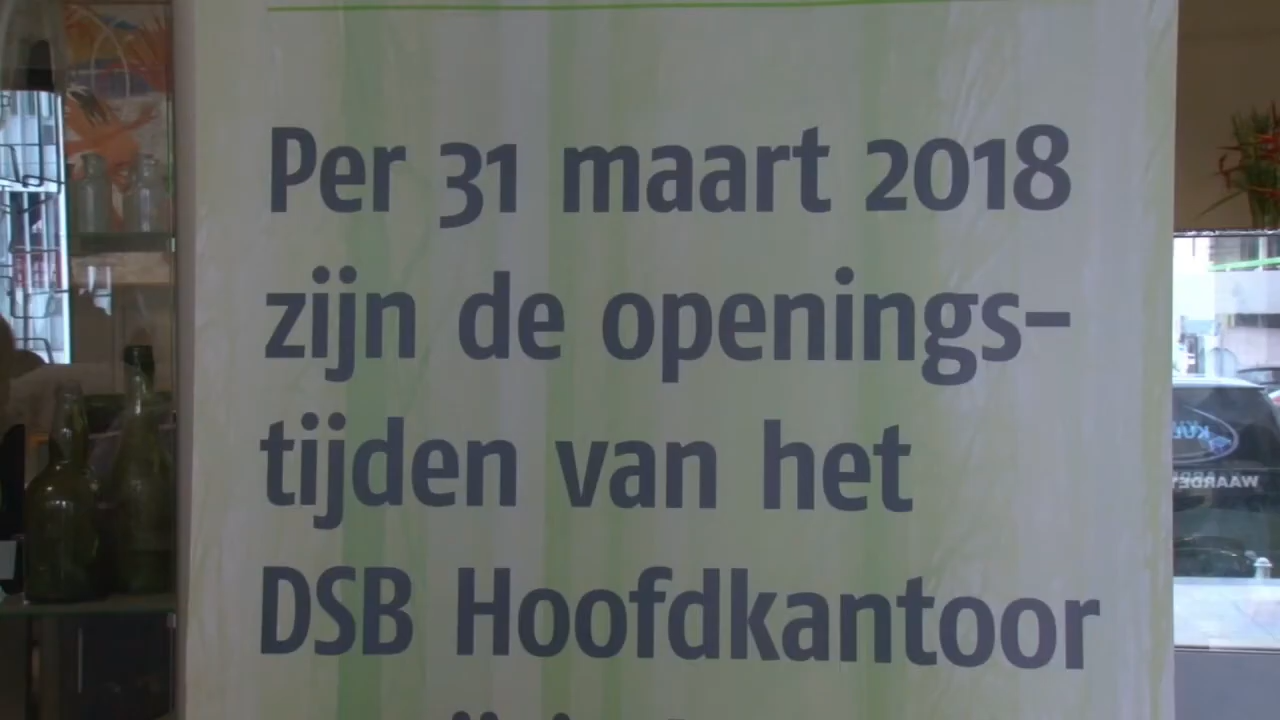 Per 31 maart 2018
zijn de openings-
tijden van het
DSB Hoofdkantoor